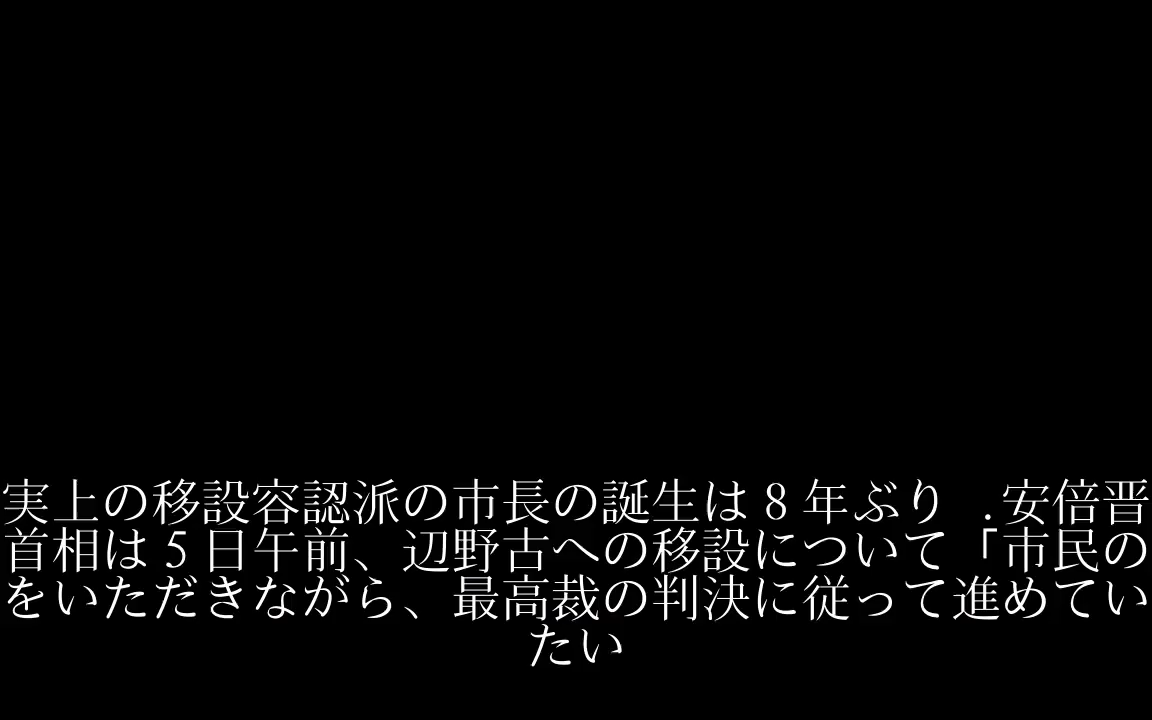 実上の移設容認派の市長の誕生は8年ぶり .安倍晋
首相は5日午前、辺野古への移設について「市民の
をいただきながら、最高裁の判決に従って進めてい
たい